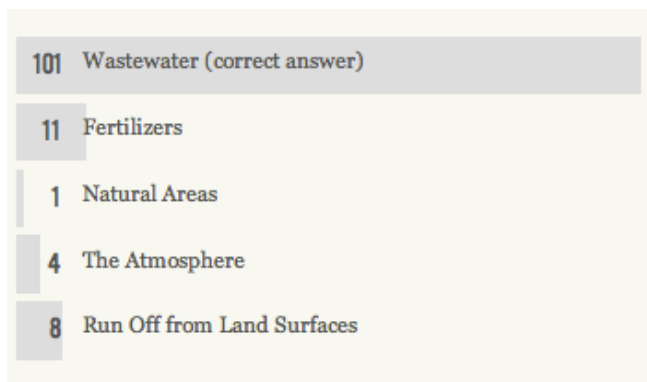 101 Wastewater (correct answer)
11 Fertilizers
1 Natural Areas
4 The Atmosphere
8 Run Off from Land Surfaces